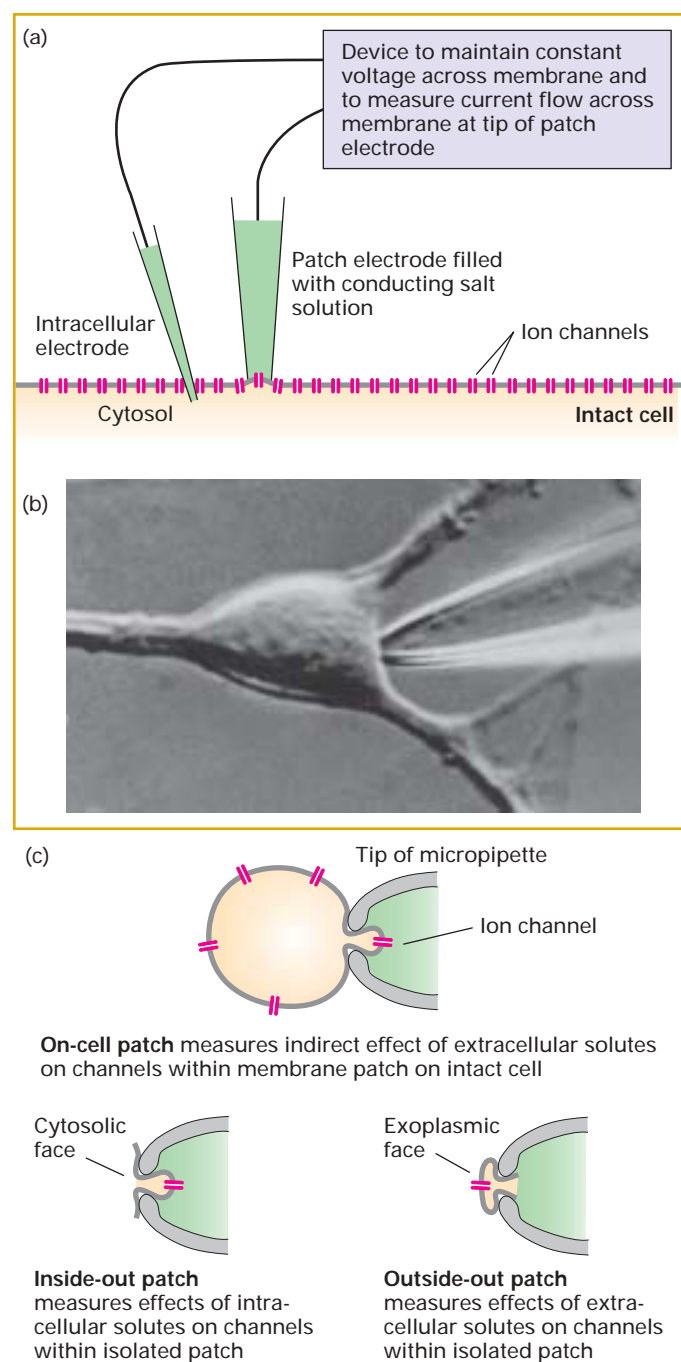 (a)
Device to maintain constant
voltage across membrane and
to measure current flow across
membrane at tip of patch
electrode
Patch electrode filled
with conducting salt
solution
Intracellular
electrode
Ion channels
Cytosol
Intact cell
(b)
(c)
Tip of micropipette
Ion channel
On-cell patch measures indirect effect of extracellular solutes
on channels within membrane patch on intact cell
Cytosolic
face
Inside-out patch
measures effects of intra-
cellular solutes on channels
within isolated patch
Exoplasmic
face
Outside-out patch
measures effects of extra-
cellular solutes on channels
within isolated patch